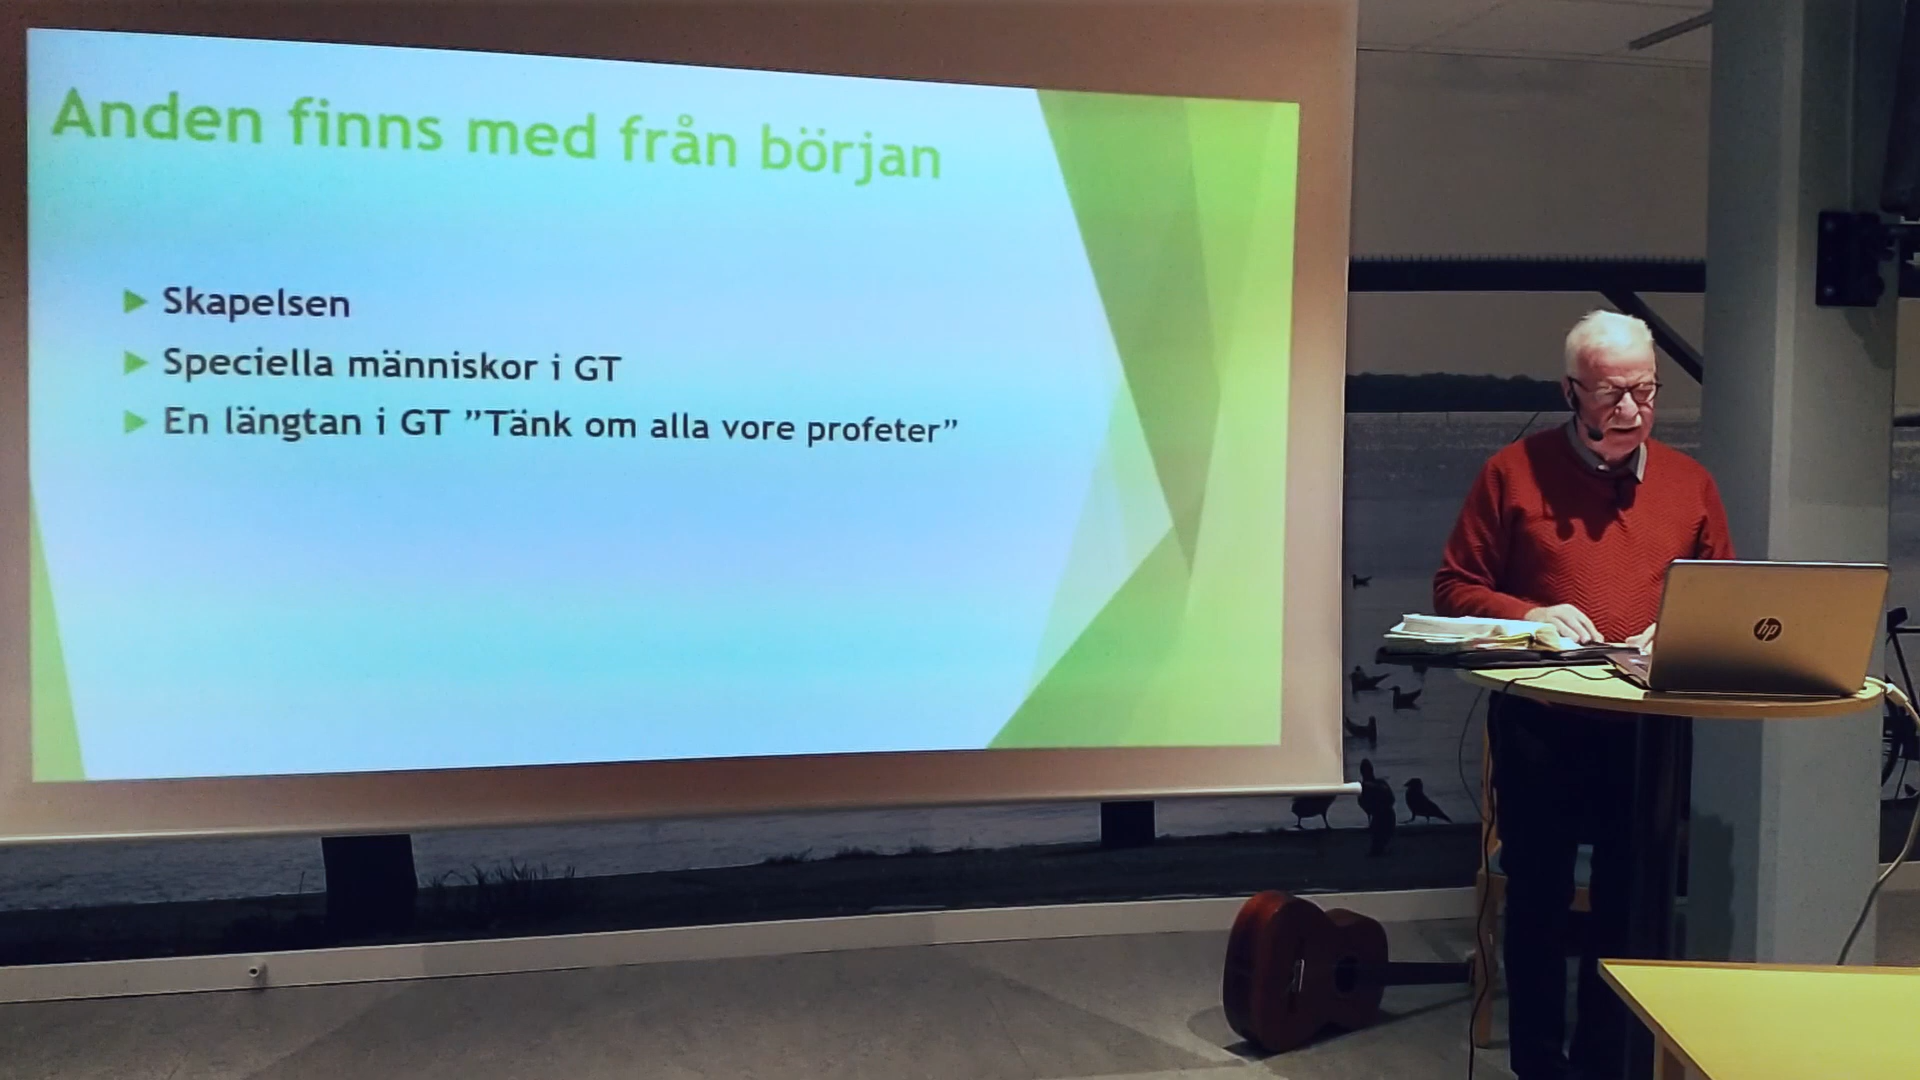 Anden finns med från början
Skapelsen
Speciella människor i GT
En längtan i GT ”Tänk om alla vore profeter”
hp